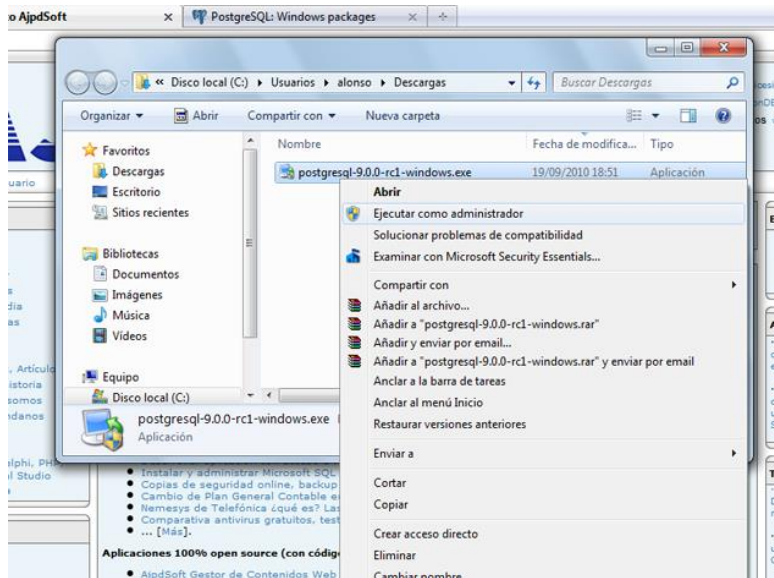 o AjpdSoft
PostgreSQL: Windows packages
« Disco local (C:) ▸ Usuarios ▸ alonso ▸ Descargas
Buscar Descargas
Organizar
Abrir
Compartir con
Nueva carpeta
Favoritos
Descargas
Escritorio
Sitios recientes
Bibliotecas
Documentos
Imágenes
Música
Vídeos
Equipo
Disco local (C:)
Nombre
Fecha de modifica...
Tipo
postgresql-9.0.0-rc1-windows.exe
19/09/2010 18:51
Aplicación
Abrir
Ejecutar como administrador
Solucionar problemas de compatibilidad
Examinar con Microsoft Security Essentials...
Compartir con
Añadir al archivo...
Añadir a "postgresql-9.0.0-rc1-windows.rar"
Añadir y enviar por email...
Añadir a "postgresql-9.0.0-rc1-windows.rar" y enviar por email
Anclar a la barra de tareas
Anclar al menú Inicio
Restaurar versiones anteriores
Enviar a
Cortar
Copiar
Crear acceso directo
Eliminar
Cambiar nombre
postgresql-9.0.0-rc1-windows.exe
Aplicación
uario
dia
as
, Artículo
istoria
somos
ndanos
elphi, PHP,
al Studio
Instalar y administrar Microsoft SQL
Copias de seguridad online, backup
Cambio de Plan General Contable e
Nemesys de Telefónica ¿qué es? Las
Comparativa antivirus gratuitos, test
... [Más].
Aplicaciones 100% open source (con códig
AjpdSoft Gestor de Contenidos Web